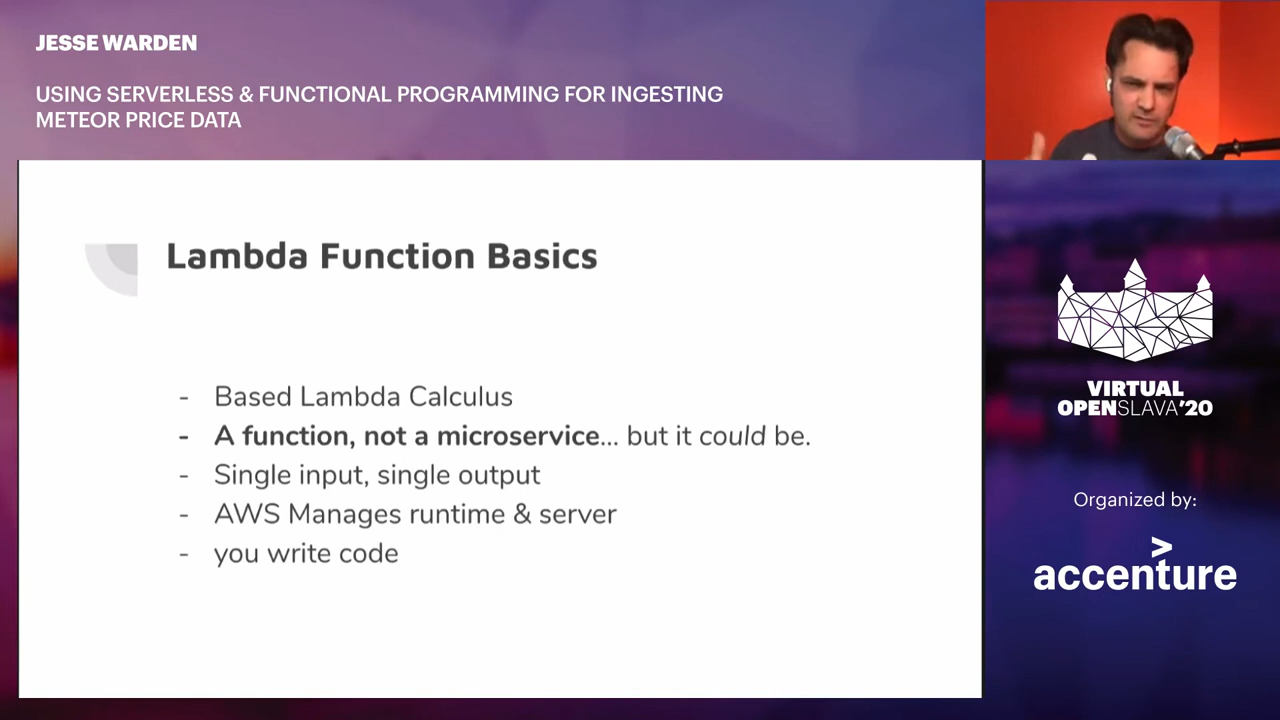 JESSE WARDEN
USING SERVERLESS & FUNCTIONAL PROGRAMMING FOR INGESTING
METEOR PRICE DATA
Lambda Function Basics
- Based Lambda Calculus
- A function, not a microservice... but it could be.
- Single input, single output
- AWS Manages runtime & server
- you write code
VIRTUAL
OPENSLAVA'20
Organized by:
>
accenture